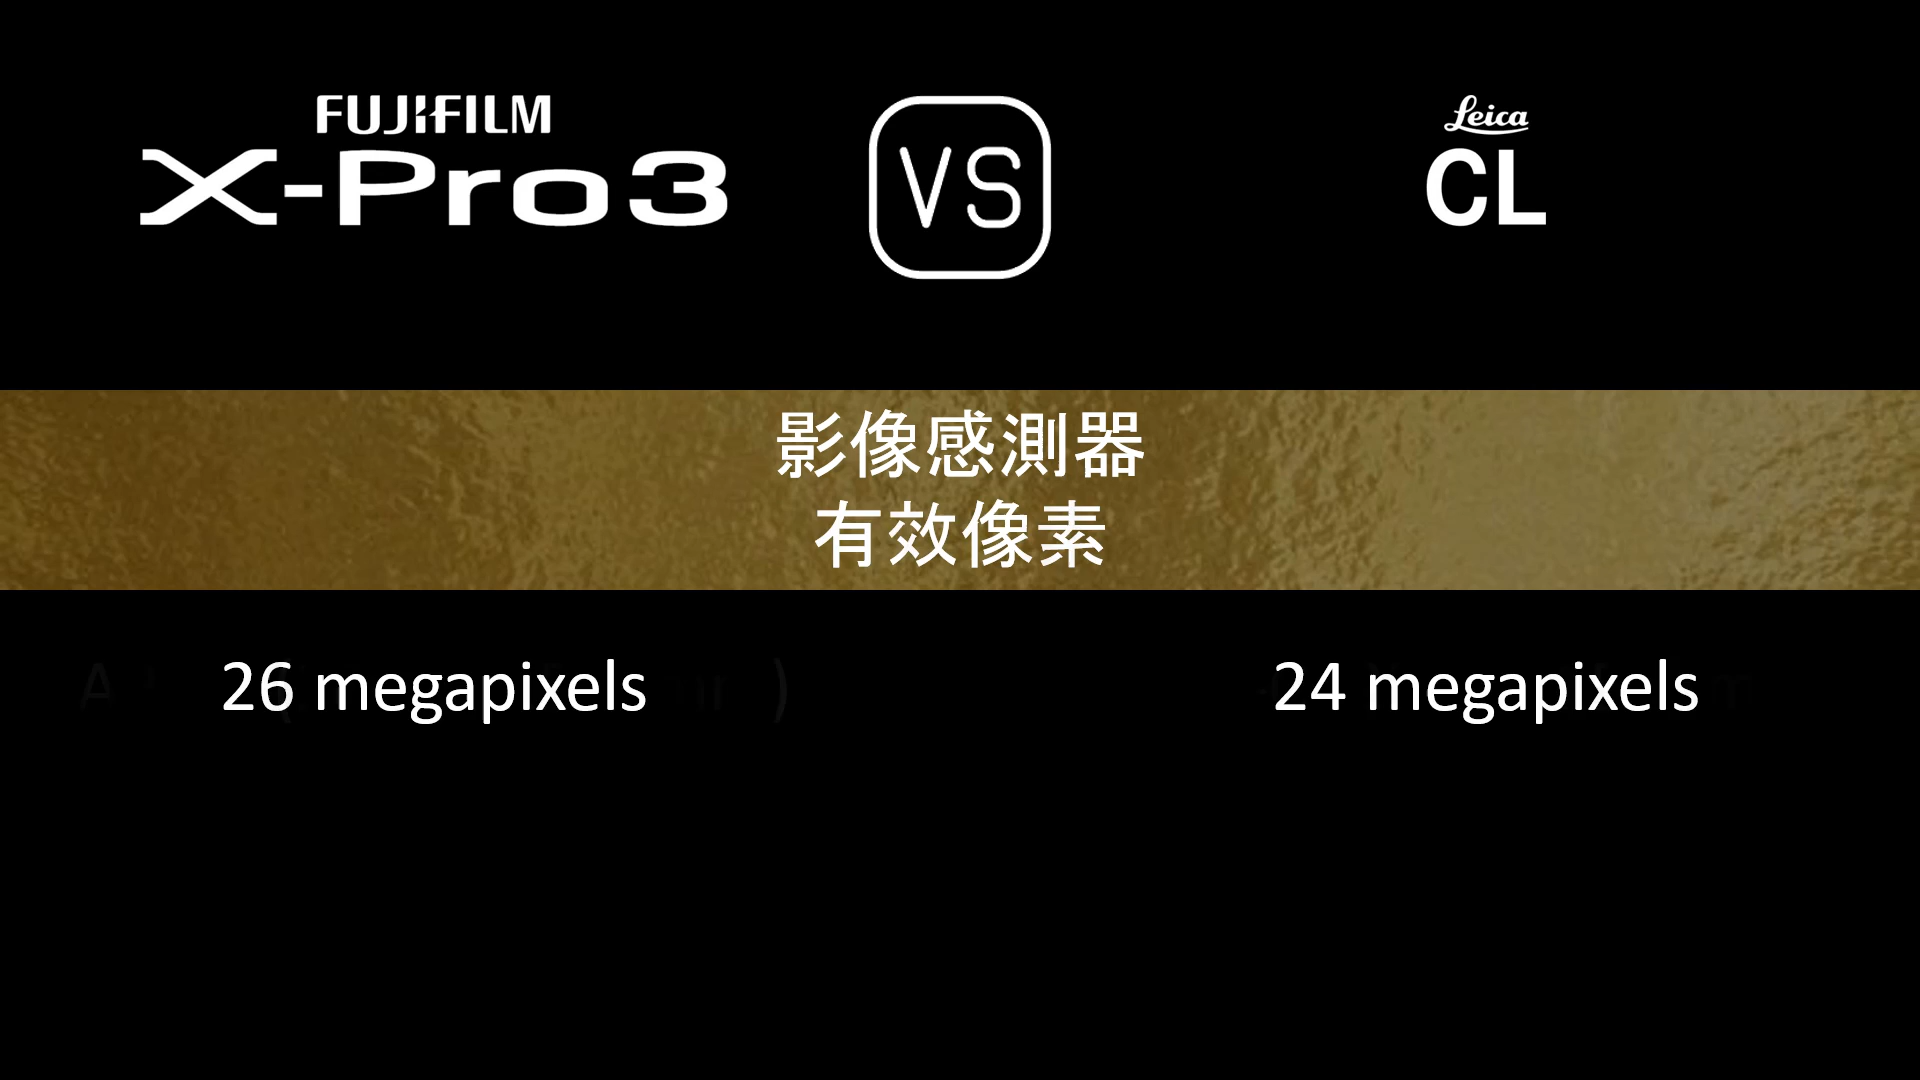 FUJIFILM
X-Pro3
VS
Leica
CL
影像感測器
有效像素
26 megapixels
24 megapixels